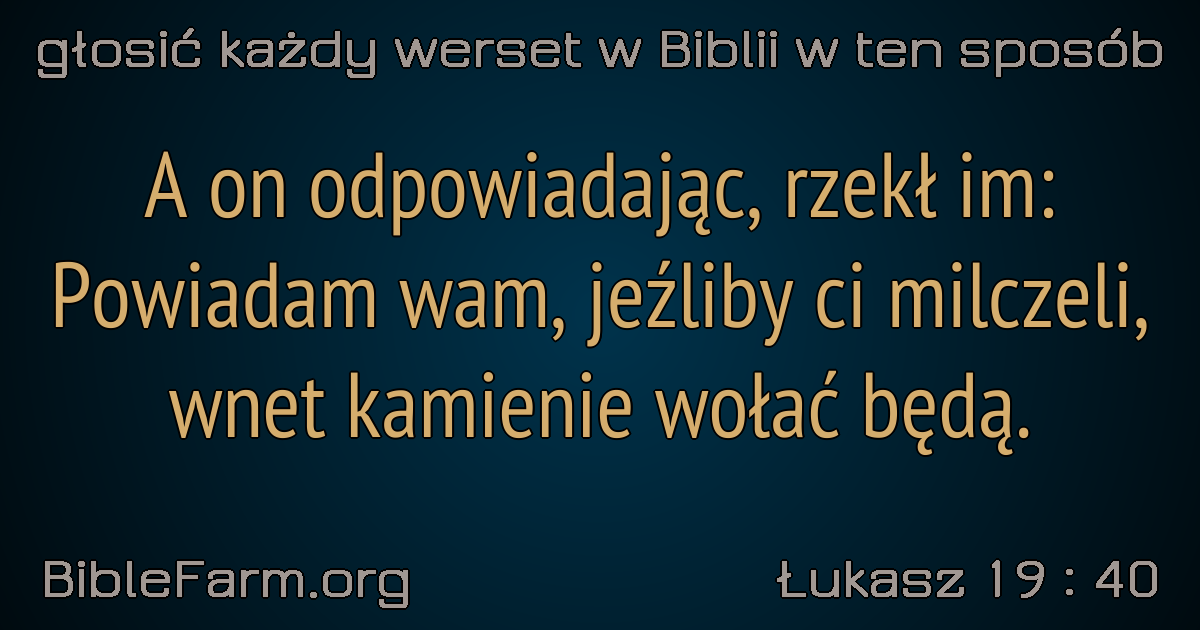 głosić każdy werset w Biblii w ten sposób
A on odpowiadając, rzekł im:
Powiadam wam, jeźliby ci milczeli,
wnet kamienie wołać będą.
BibleFarm.org
Łukasz 19 : 40